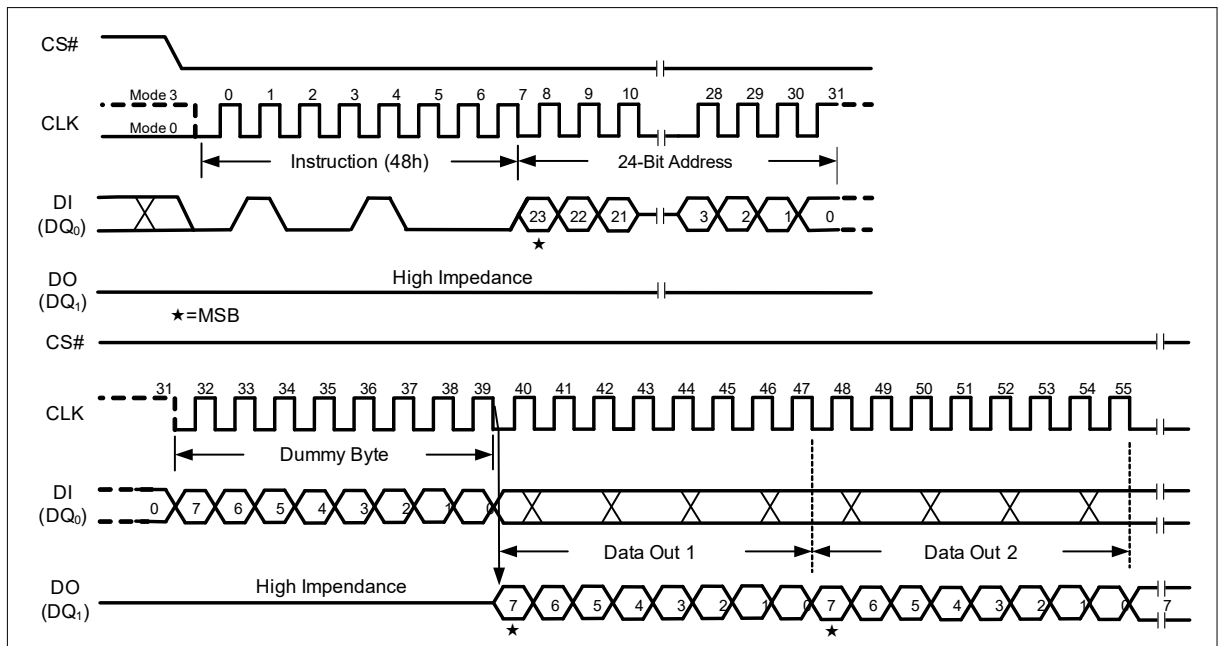 CS#
Mode 3 0 1 2 3 4 5 6 7 8 9 10 28 29 30 31
CLK
Mode 0
Instruction (48h) 24-Bit Address
DI
(DQ₀)
23 22 21 3 2 1 0
★
DO
(DQ₁)
High Impedance
★=MSB
CS#
31 32 33 34 35 36 37 38 39 40 41 42 43 44 45 46 47 48 49 50 51 52 53 54 55
CLK
Dummy Byte
DI
(DQ₀)
0 7 6 5 4 3 2 1 0
Data Out 1 Data Out 2
DO
(DQ₁)
High Impendance
7 6 5 4 3 2 1 0 7 6 5 4 3 2 1 0 7
★ ★